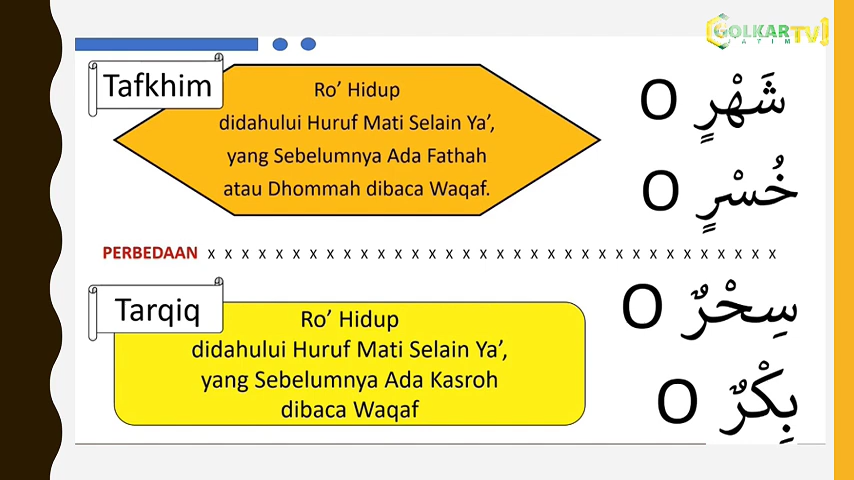 GOLKAR TV
JATIM
Tafkhim
Ro’ Hidup
didahului Huruf Mati Selain Ya’,
yang Sebelumnya Ada Fathah
atau Dhommah dibaca Waqaf.
شَهْرٍ O
خُسْرٍ O
PERBEDAAN x x x x x x x x x x x x x x x x x x x x x x x x x x x x x x x x x x x x x x x x
Tarqiq
Ro’ Hidup
didahului Huruf Mati Selain Ya’,
yang Sebelumnya Ada Kasroh
dibaca Waqaf
سِحْرٌ O
بِكْرٌ O